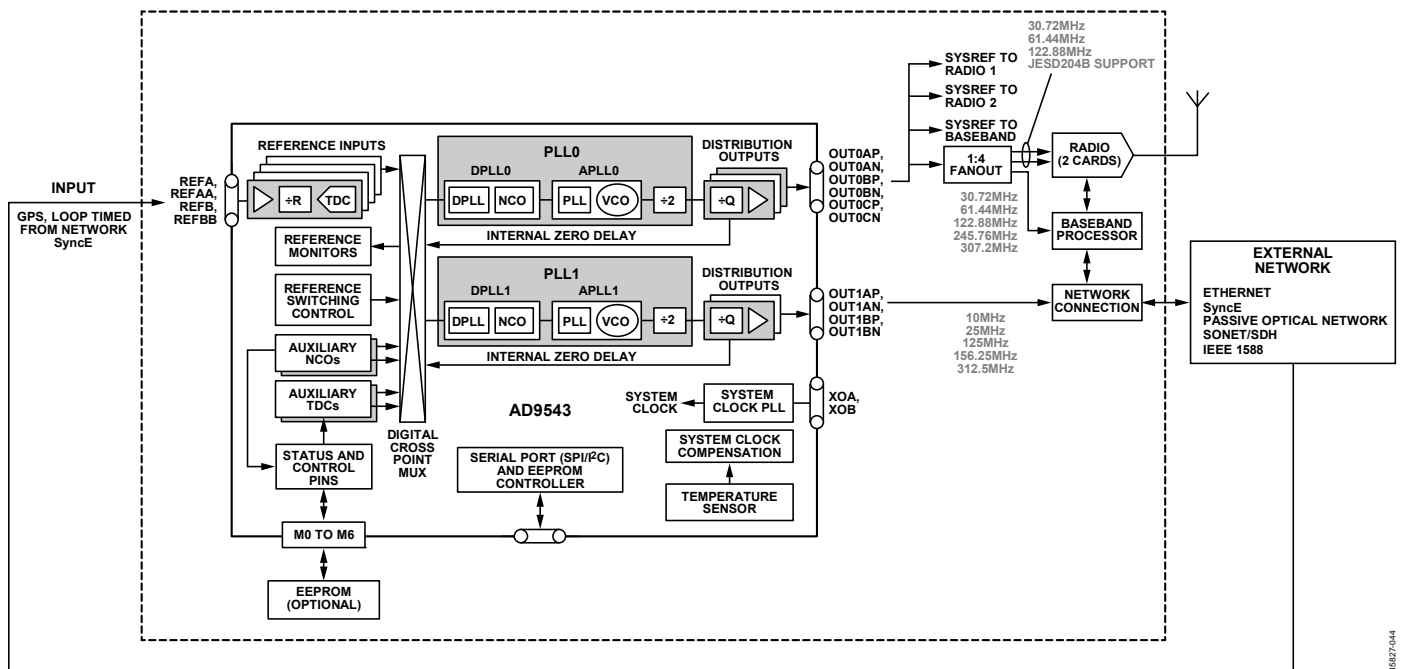 30.72MHz
61.44MHz
122.88MHz
JESD204B SUPPORT
SYSREF TO
RADIO 1
SYSREF TO
RADIO 2
SYSREF TO
BASEBAND
1:4
FANOUT
RADIO
(2 CARDS)
INPUT
GPS, LOOP TIMED
FROM NETWORK
SyncE
REFA,
REFAA,
REFB,
REFBB
REFERENCE INPUTS
÷R
TDC
PLL0
DPLL0
APLL0
DPLL
NCO
PLL
VCO
÷2
DISTRIBUTION
OUTPUTS
÷Q
INTERNAL ZERO DELAY
OUT0AP,
OUT0AN,
OUT0BP,
OUT0BN,
OUT0CP,
OUT0CN
30.72MHz
61.44MHz
122.88MHz
245.76MHz
307.2MHz
BASEBAND
PROCESSOR
REFERENCE
MONITORS
REFERENCE
SWITCHING
CONTROL
PLL1
DPLL1
APLL1
DPLL
NCO
PLL
VCO
÷2
DISTRIBUTION
OUTPUTS
÷Q
INTERNAL ZERO DELAY
OUT1AP,
OUT1AN,
OUT1BP,
OUT1BN
10MHz
25MHz
125MHz
156.25MHz
312.5MHz
NETWORK
CONNECTION
EXTERNAL
NETWORK
ETHERNET
SyncE
PASSIVE OPTICAL NETWORK
SONET/SDH
IEEE 1588
AUXILIARY
NCOs
AUXILIARY
TDCs
STATUS AND
CONTROL
PINS
DIGITAL
CROSS
POINT
MUX
AD9543
SYSTEM
CLOCK
SYSTEM
CLOCK PLL
XOA,
XOB
SYSTEM CLOCK
COMPENSATION
TEMPERATURE
SENSOR
SERIAL PORT (SPI/I2C)
AND EEPROM
CONTROLLER
M0 TO M6
EEPROM
(OPTIONAL)
15827-044